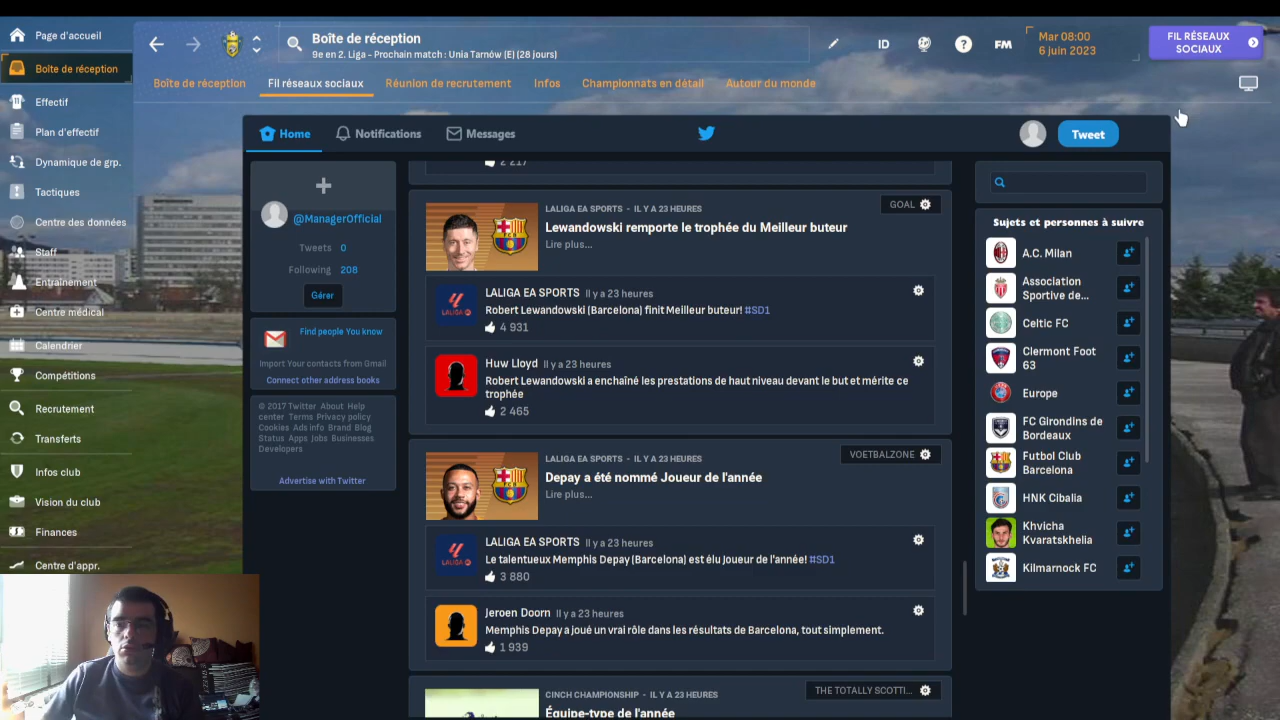 Page d'accueil
Boîte de réception
Effectif
Plan d'effectif
Dynamique de grp.
Tactiques
Centre des données
Staff
Entraînement
Centre médical
Calendrier
Compétitions
Recrutement
Transferts
Infos club
Vision du club
Finances
Centre d'appr.
Boîte de réception
9e en 2. Liga - Prochain match : Unia Tarnów (E) (28 jours)
ID
?
FM
Mar 08:00
6 juin 2023
FIL RÉSEAUX
SOCIAUX
Boîte de réception
Fil réseaux sociaux
Réunion de recrutement
Infos
Championnats en détail
Autour du monde
Home
Notifications
Messages
Tweet
@ManagerOfficial
Tweets 0
Following 208
Gérer
Find people You know
Import Your contacts from Gmail
Connect other address books
© 2017 Twitter About Help
center Terms Privacy policy
Cookies Ads info Brand Blog
Status Apps Jobs Businesses
Developers
Advertise with Twitter
2 217
LALIGA EA SPORTS - IL Y A 23 HEURES
GOAL
Lewandowski remporte le trophée du Meilleur buteur
Lire plus...
LALIGA EA SPORTS Il y a 23 heures
Robert Lewandowski (Barcelona) finit Meilleur buteur! #SD1
4 931
Huw Lloyd Il y a 23 heures
Robert Lewandowski a enchaîné les prestations de haut niveau devant le but et mérite ce
trophée
2 465
LALIGA EA SPORTS - IL Y A 23 HEURES
VOETBALZONE
Depay a été nommé Joueur de l'année
Lire plus...
LALIGA EA SPORTS Il y a 23 heures
Le talentueux Memphis Depay (Barcelona) est élu Joueur de l'année! #SD1
3 880
Jeroen Doorn Il y a 23 heures
Memphis Depay a joué un vrai rôle dans les résultats de Barcelona, tout simplement.
1 939
CINCH CHAMPIONSHIP - IL Y A 23 HEURES
THE TOTALLY SCOTTI...
Équipe-type de l'année
Sujets et personnes à suivre
A.C. Milan
Association
Sportive de...
Celtic FC
Clermont Foot
63
Europe
FC Girondins de
Bordeaux
Futbol Club
Barcelona
HNK Cibalia
Khvicha
Kvaratskhelia
Kilmarnock FC